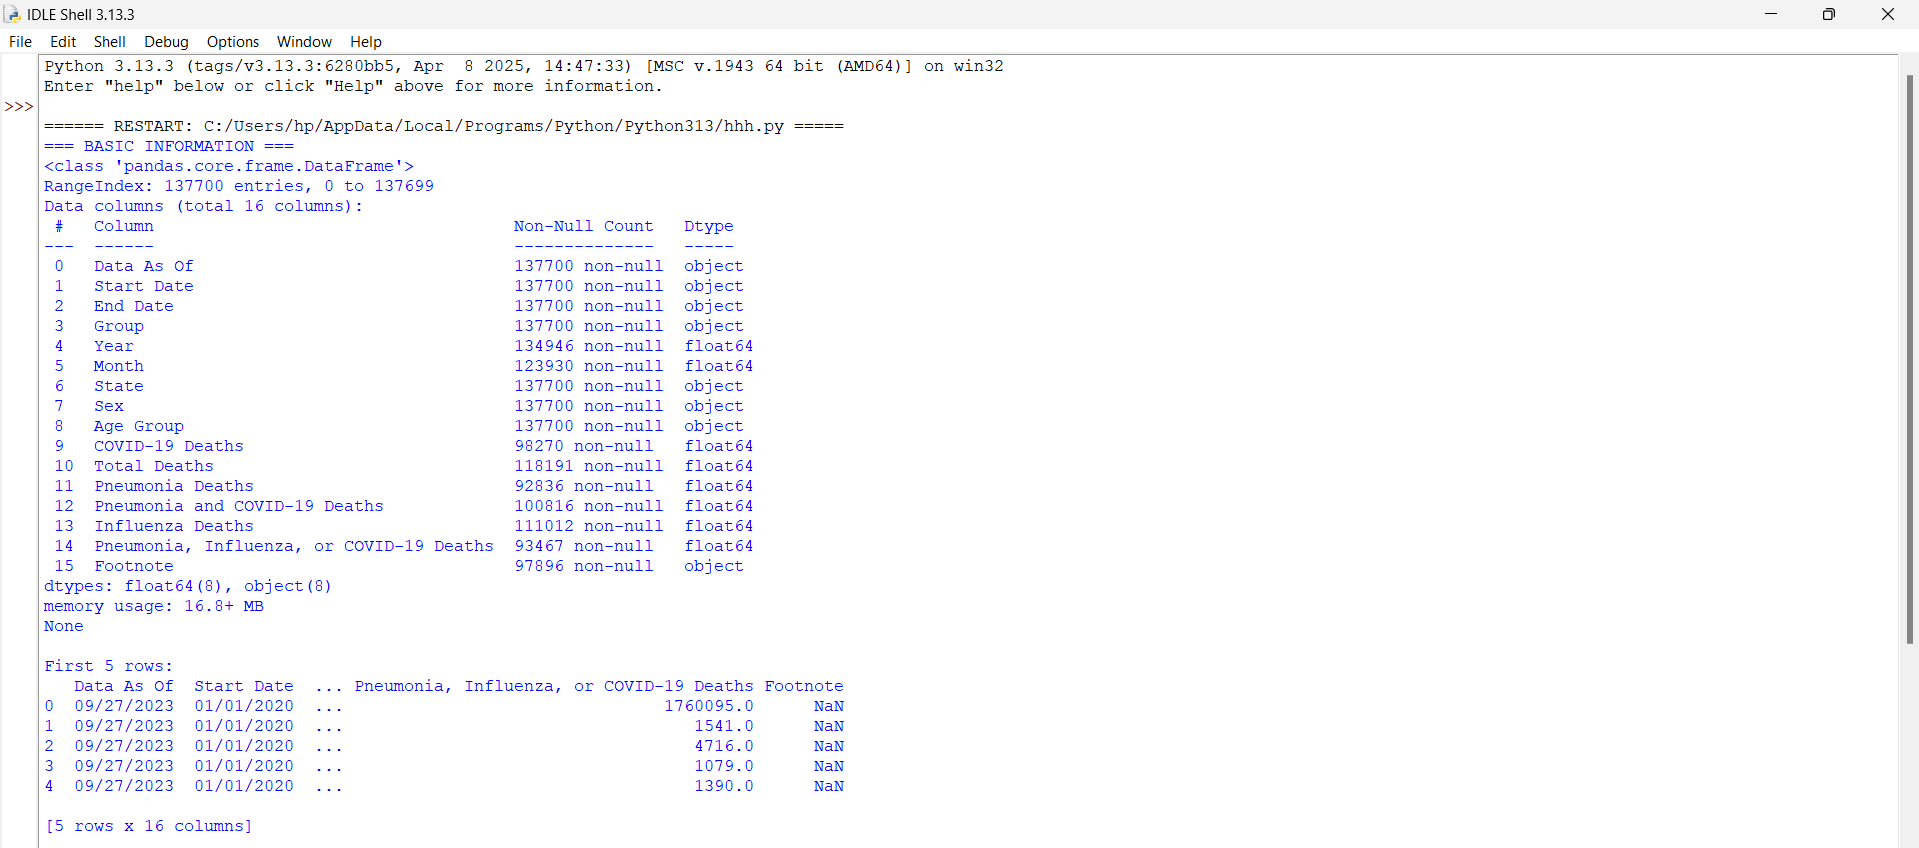 IDLE Shell 3.13.3
File Edit Shell Debug Options Window Help
Python 3.13.3 (tags/v3.13.3:6280bb5, Apr  8 2025, 14:47:33) [MSC v.1943 64 bit (AMD64)] on win32
Enter "help" below or click "Help" above for more information.
>>>
====== RESTART: C:/Users/hp/AppData/Local/Programs/Python/Python313/hhh.py =====
=== BASIC INFORMATION ===
<class 'pandas.core.frame.DataFrame'>
RangeIndex: 137700 entries, 0 to 137699
Data columns (total 16 columns):
 #   Column                                    Non-Null Count   Dtype
---  ------                                    --------------   -----
 0   Data As Of                                137700 non-null  object
 1   Start Date                                137700 non-null  object
 2   End Date                                  137700 non-null  object
 3   Group                                     137700 non-null  object
 4   Year                                      134946 non-null  float64
 5   Month                                     123930 non-null  float64
 6   State                                     137700 non-null  object
 7   Sex                                       137700 non-null  object
 8   Age Group                                 137700 non-null  object
 9   COVID-19 Deaths                           98270 non-null   float64
 10  Total Deaths                              118191 non-null  float64
 11  Pneumonia Deaths                          92836 non-null   float64
 12  Pneumonia and COVID-19 Deaths             100816 non-null  float64
 13  Influenza Deaths                          111012 non-null  float64
 14  Pneumonia, Influenza, or COVID-19 Deaths  93467 non-null   float64
 15  Footnote                                  97896 non-null   object
dtypes: float64(8), object(8)
memory usage: 16.8+ MB
None
First 5 rows:
   Data As Of  Start Date  ... Pneumonia, Influenza, or COVID-19 Deaths Footnote
0  09/27/2023  01/01/2020  ...                                1760095.0      NaN
1  09/27/2023  01/01/2020  ...                                   1541.0      NaN
2  09/27/2023  01/01/2020  ...                                   4716.0      NaN
3  09/27/2023  01/01/2020  ...                                   1079.0      NaN
4  09/27/2023  01/01/2020  ...                                   1390.0      NaN
[5 rows x 16 columns]